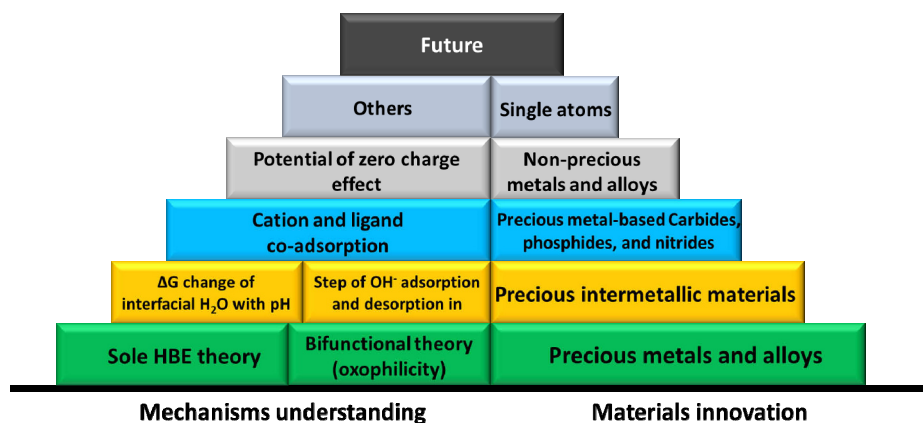 Future
Others
Single atoms
Potential of zero charge
effect
Non-precious
metals and alloys
Cation and ligand
co-adsorption
Precious metal-based Carbides,
phosphides, and nitrides
ΔG change of
interfacial H₂O with pH
Step of OH⁻ adsorption
and desorption in
Precious intermetallic materials
Sole HBE theory
Bifunctional theory
(oxophilicity)
Precious metals and alloys
Mechanisms understanding
Materials innovation